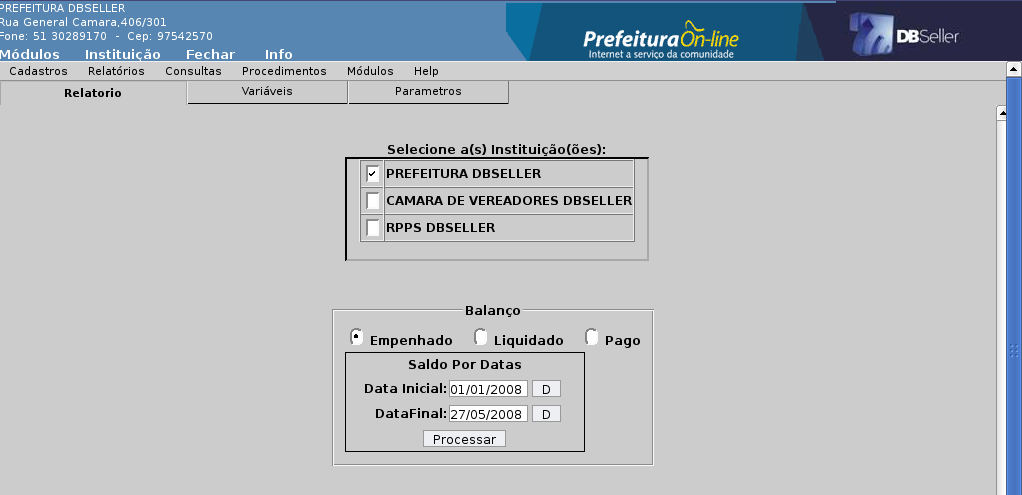 PREFEITURA DBSELLER
Rua General Camara,406/301
Fone: 51 30289170 - Cep: 97542570
Módulos Instituição Fechar Info
PrefeituraOn-line
Internet a serviço da comunidade
DBSeller
Cadastros Relatórios Consultas Procedimentos Módulos Help
Relatorio Variáveis Parametros
Selecione a(s) Instituição(ões):
PREFEITURA DBSELLER
CAMARA DE VEREADORES DBSELLER
RPPS DBSELLER
Balanço
Empenhado Liquidado Pago
Saldo Por Datas
Data Inicial: 01/01/2008 D
DataFinal: 27/05/2008 D
Processar